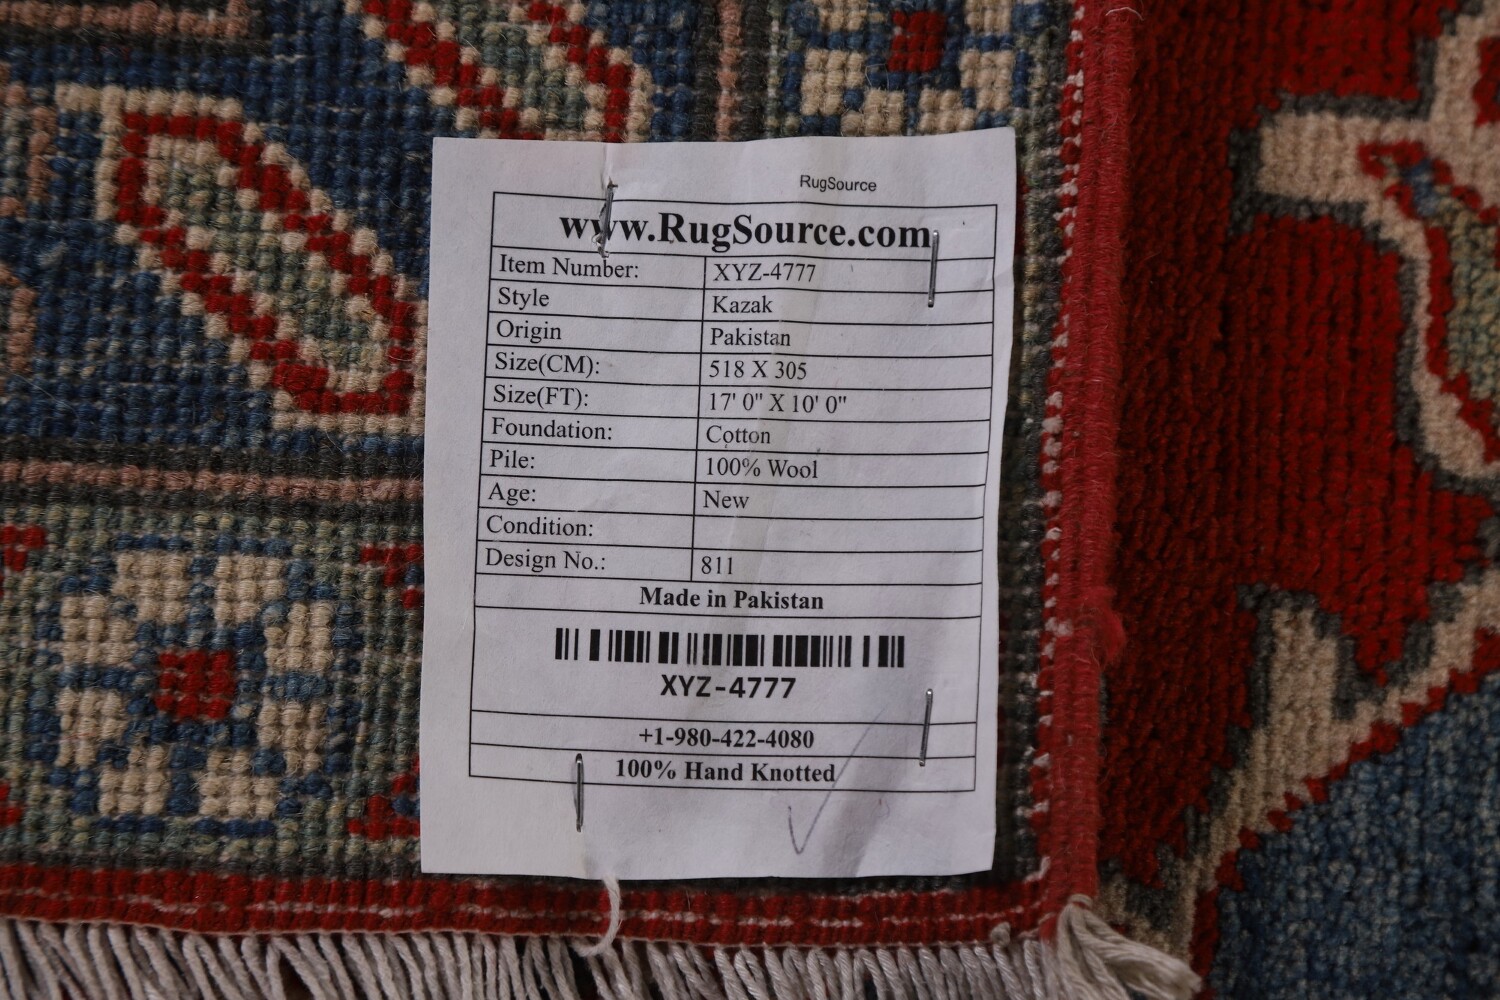 RugSource
www.RugSource.com
Item Number: XYZ-4777
Style Kazak
Origin Pakistan
Size(CM): 518 X 305
Size(FT): 17' 0" X 10' 0"
Foundation: Cotton
Pile: 100% Wool
Age: New
Condition:
Design No.: 811
Made in Pakistan
XYZ-4777
+1-980-422-4080
100% Hand Knotted